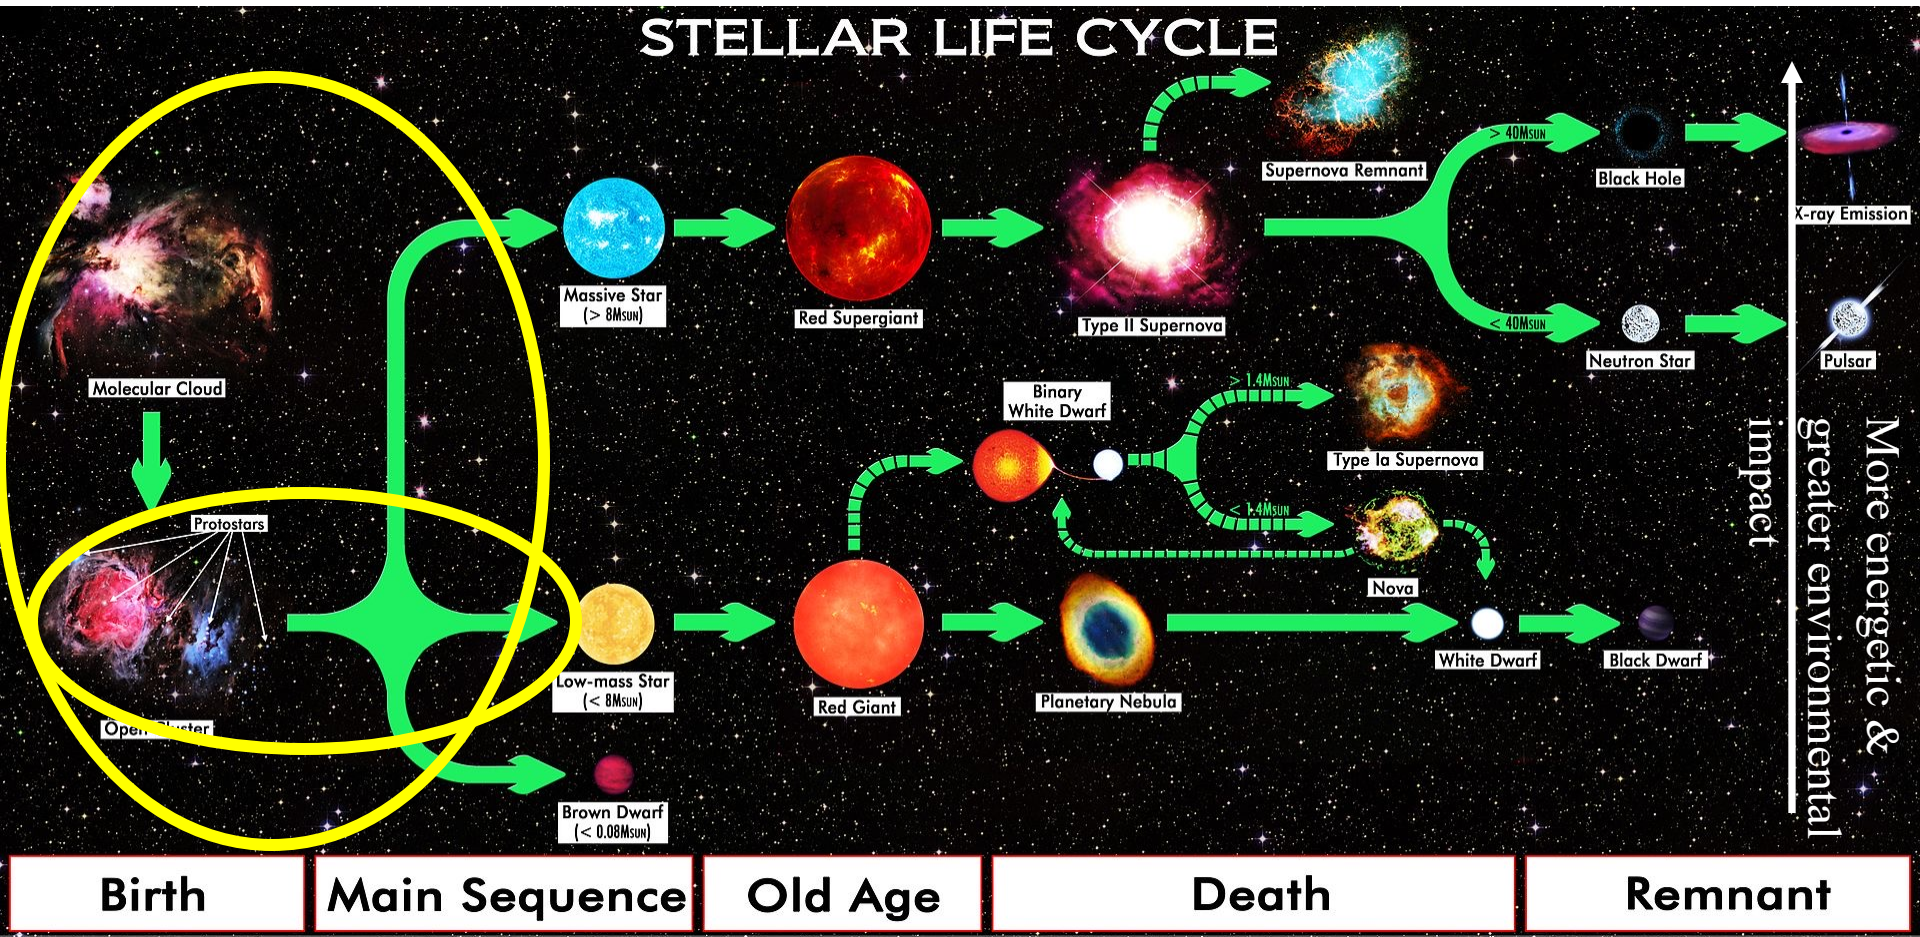 STELLAR LIFE CYCLE
Supernova Remnant
> 40MSUN
Black Hole
X-ray Emission
Massive Star
(> 8MSUN)
Red Supergiant
Type II Supernova
< 40MSUN
Neutron Star
Pulsar
Molecular Cloud
Binary
White Dwarf
> 1.4MSUN
Type Ia Supernova
< 1.4MSUN
Nova
Protostars
Open Cluster
Low-mass Star
(< 8MSUN)
Red Giant
Planetary Nebula
White Dwarf
Black Dwarf
Brown Dwarf
(< 0.08MSUN)
More energetic &
greater environmental
impact
Birth
Main Sequence
Old Age
Death
Remnant